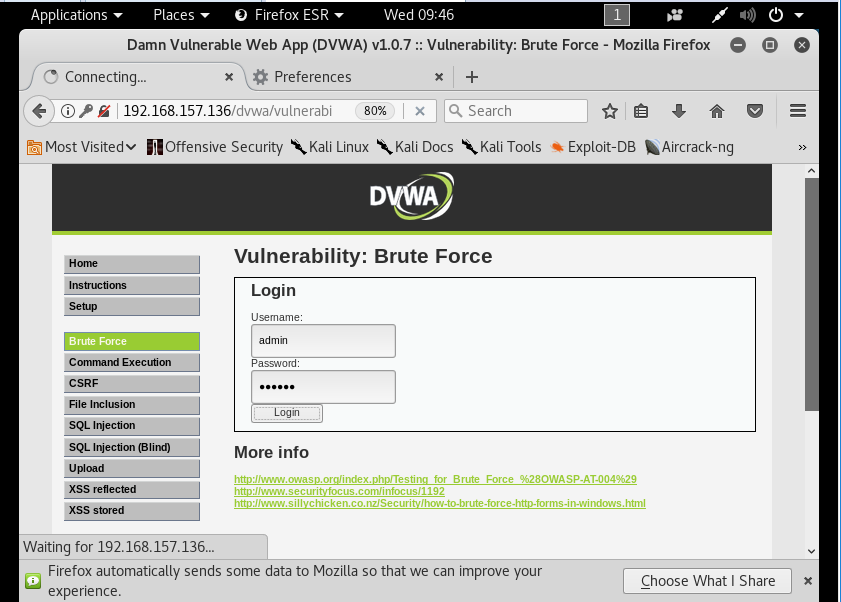 Applications Places Firefox ESR Wed 09:46 1
Damn Vulnerable Web App (DVWA) v1.0.7 :: Vulnerability: Brute Force - Mozilla Firefox
Connecting... Preferences
192.168.157.136/dvwa/vulnerabi 80% Search
Most Visited Offensive Security Kali Linux Kali Docs Kali Tools Exploit-DB Aircrack-ng »
DVWA
Home
Instructions
Setup
Brute Force
Command Execution
CSRF
File Inclusion
SQL Injection
SQL Injection (Blind)
Upload
XSS reflected
XSS stored
Vulnerability: Brute Force
Login
Username:
admin
Password:
••••••
Login
More info
http://www.owasp.org/index.php/Testing_for_Brute_Force_%28OWASP-AT-004%29
http://www.securityfocus.com/infocus/1192
http://www.sillychicken.co.nz/Security/how-to-brute-force-http-forms-in-windows.html
Waiting for 192.168.157.136...
Firefox automatically sends some data to Mozilla so that we can improve your
experience.
Choose What I Share